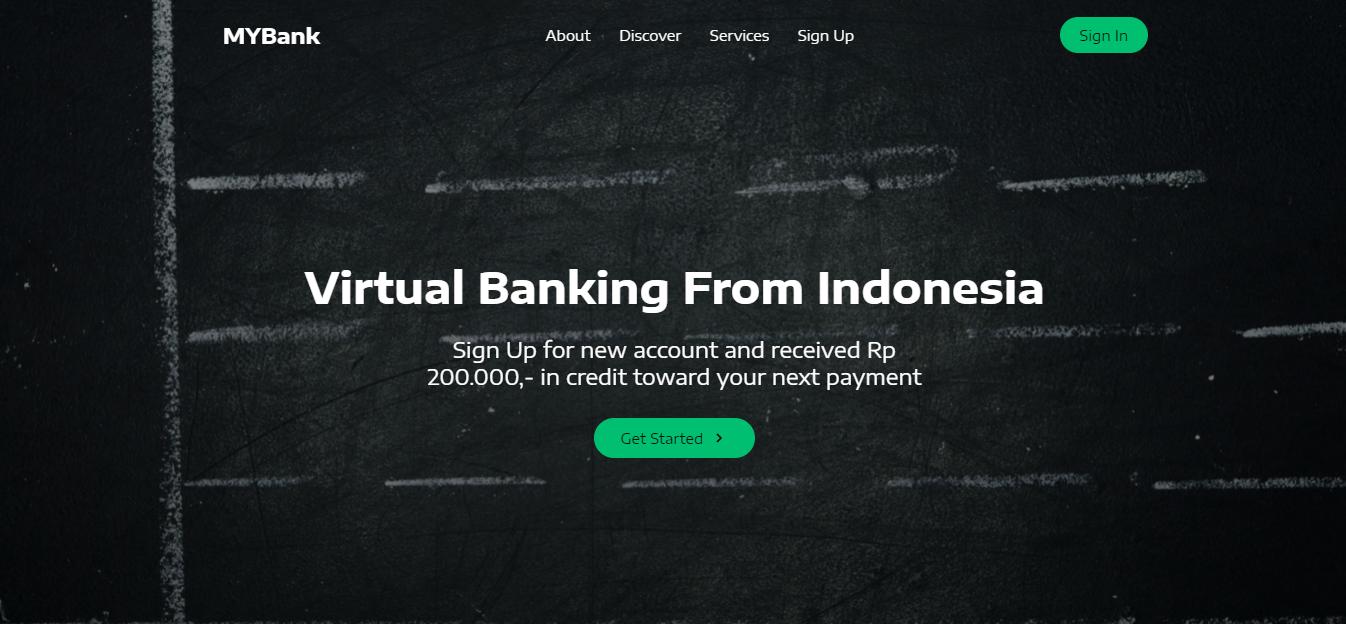 MYBank
About
Discover
Services
Sign Up
Sign In
Virtual Banking From Indonesia
Sign Up for new account and received Rp
200.000,- in credit toward your next payment
Get Started